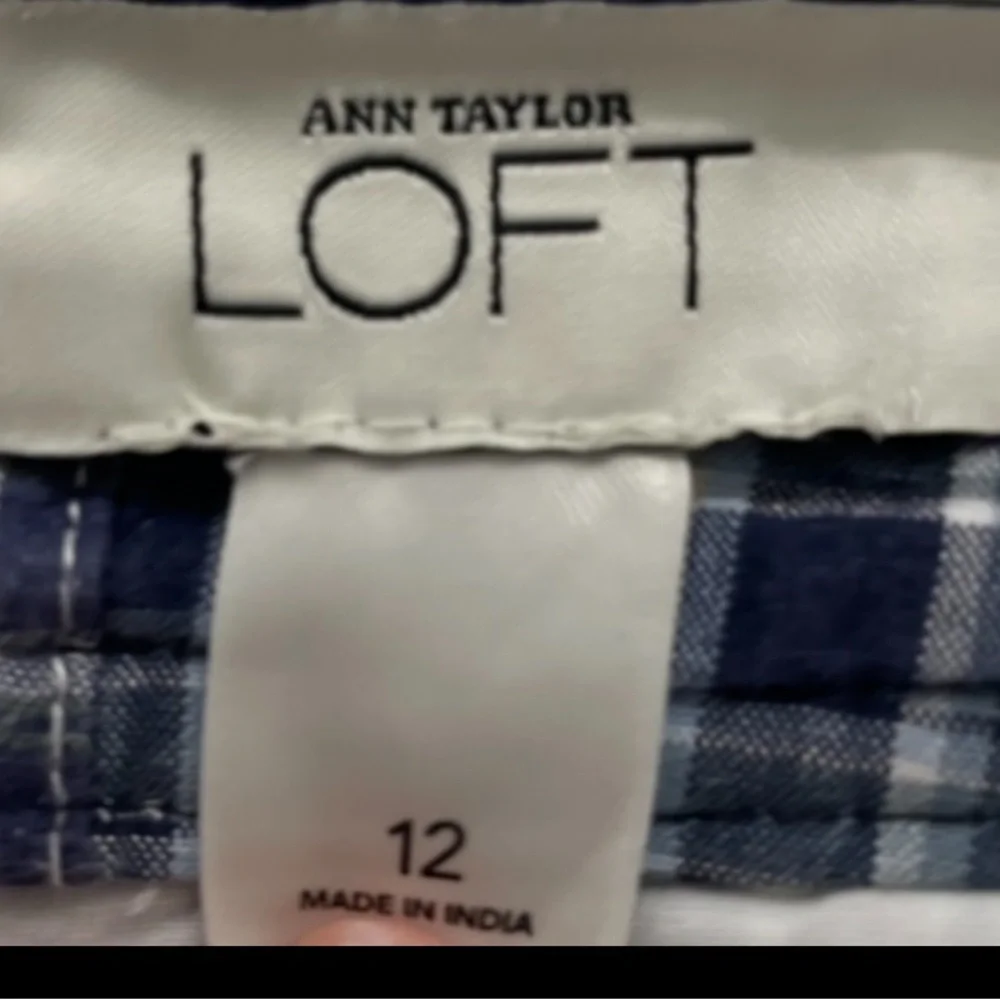 ANN TAYLOR
LOFT
12
MADE IN INDIA